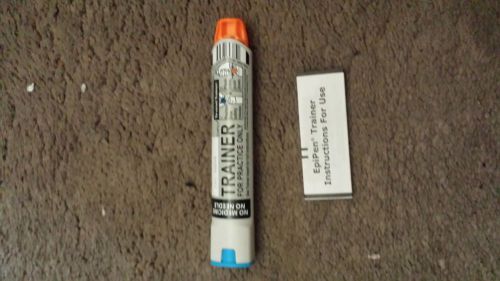 TRAINER
FOR PRACTICE ONLY
NO MEDICINE
NO NEEDLE
EpiPen® Trainer
Instructions For Use